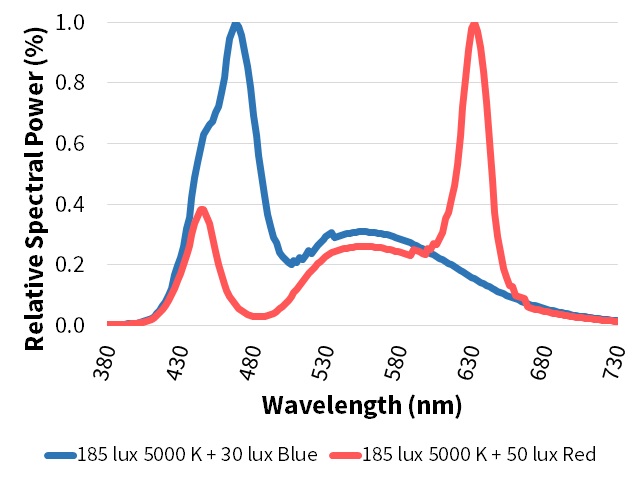 Relative Spectral Power (%)
1.0
0.8
0.6
0.4
0.2
0.0
380 430 480 530 580 630 680 730
Wavelength (nm)
185 lux 5000 K + 30 lux Blue 185 lux 5000 K + 50 lux Red